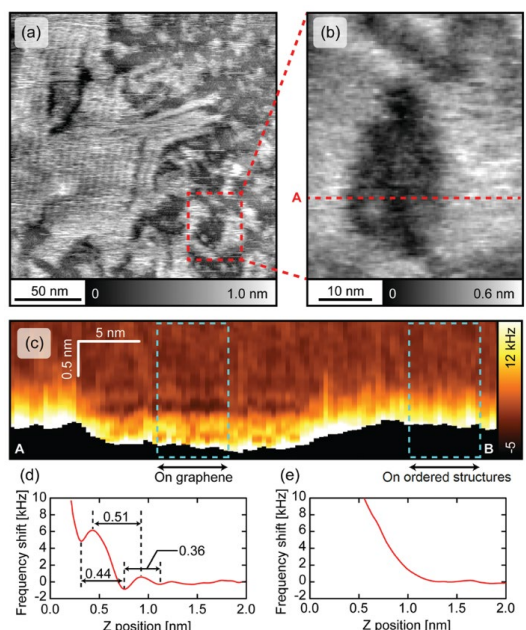 (a)
(b)
A
50 nm 0 1.0 nm
10 nm 0 0.6 nm
(c)
5 nm
0.5 nm
12 kHz
-5
A
B
On graphene
On ordered structures
(d)
(e)
Frequency shift [kHz]
10
8
6
4
2
0
-2
0.51
0.36
0.44
0.0 0.5 1.0 1.5 2.0
Z position [nm]
Frequency shift [kHz]
10
8
6
4
2
0
-2
0.0 0.5 1.0 1.5 2.0
Z position [nm]